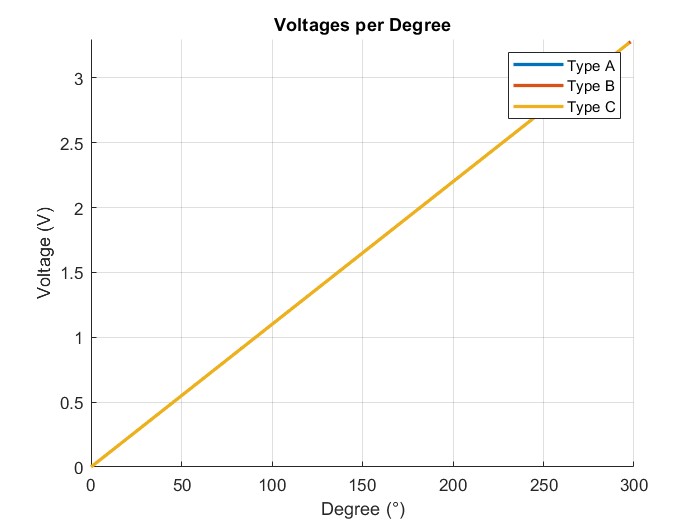 Voltages per Degree
Type A
Type B
Type C
3
2.5
2
1.5
1
0.5
0
Voltage (V)
0 50 100 150 200 250 300
Degree (°)